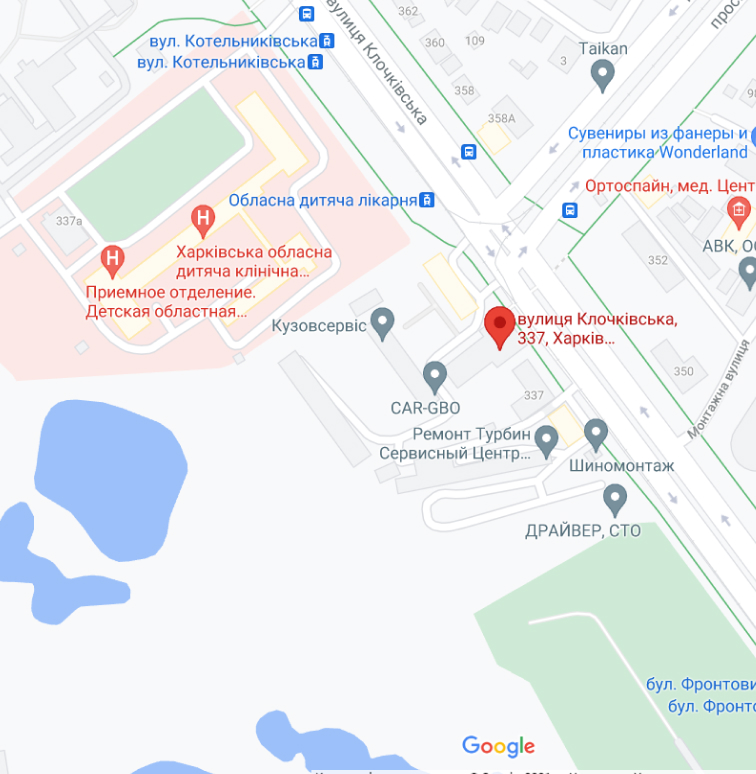 вулиця Клочківська
362
вул. Котельниківська
вул. Котельниківська
360
109
3
Taikan
358
358А
Сувениры из фанеры и
пластика Wonderland
Обласна дитяча лікарня
Ортоспайн, мед. Цент
337а
Харківська обласна
дитяча клінічна...
АВК, ОС
352
Приемное отделение.
Детская областная...
Кузовсервіс
вулиця Клочківська,
337, Харків...
Монтажна вулиця
350
CAR-GBO
337
Ремонт Турбин
Сервисный Центр...
Шиномонтаж
ДРАЙВЕР, СТО
бул. Фронтови
бул. Фронто
Google